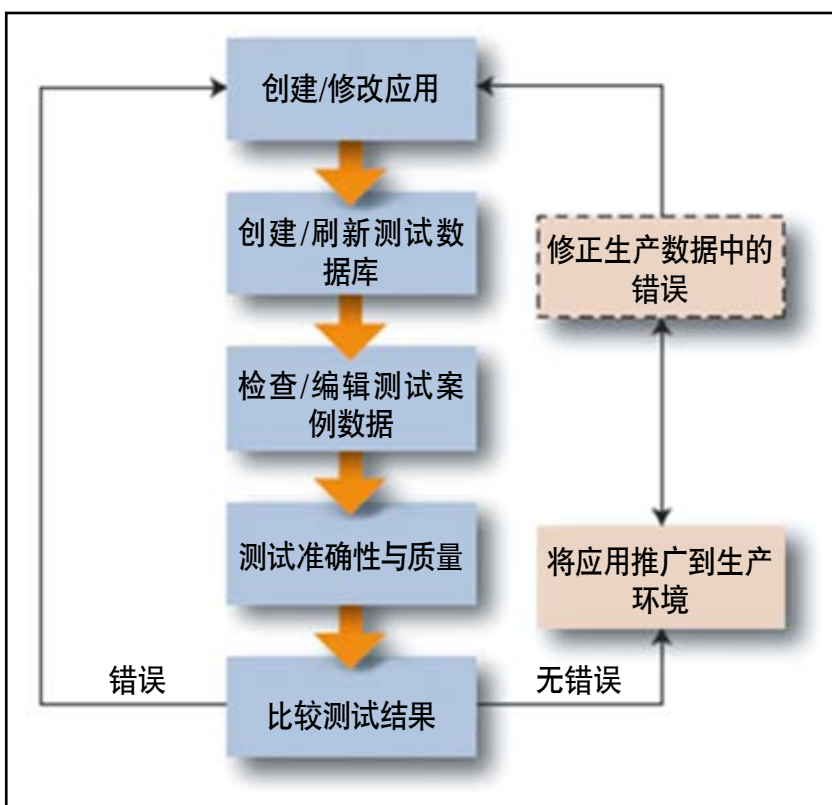 创建/修改应用
创建/刷新测试数
据库
修正生产数据中的
错误
检查/编辑测试案
例数据
测试准确性与质量
将应用推广到生产
环境
错误
无错误
比较测试结果